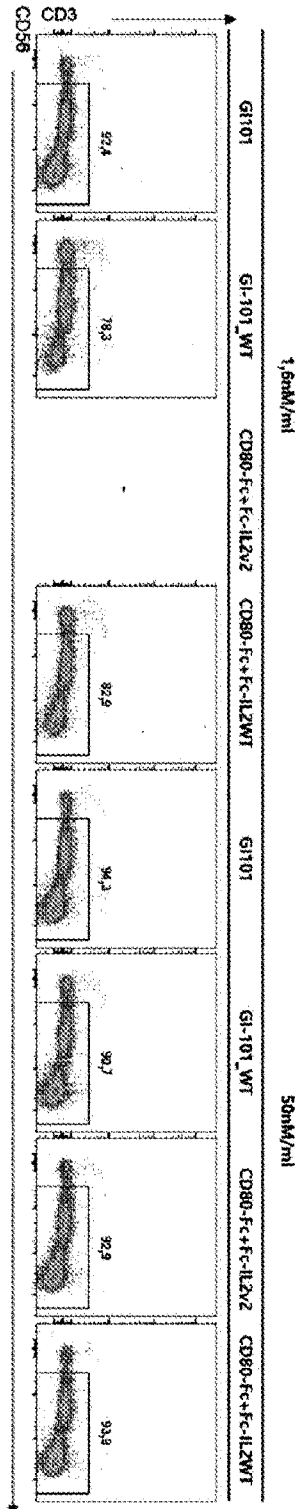 1,6nM/ml
50nM/ml
GI101
GI-101_WT
CD80-Fc+Fc-IL2v2
CD80-Fc+Fc-IL2WT
GI101
GI-101_WT
CD80-Fc+Fc-IL2v2
CD80-Fc+Fc-IL2WT
92,4
78,3
82,9
94,3
90,7
92,9
93,9
CD3
CD56